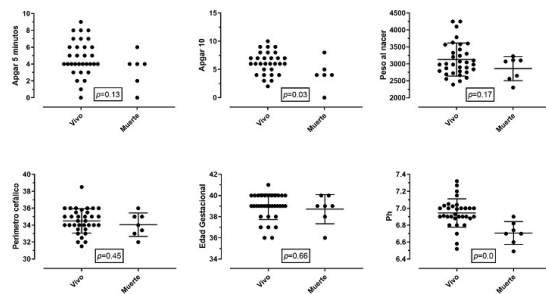 Apgar 5 minutos
10
8
6
4
2
0
p=0.13
Vivo
Muerte
Apgar 10
15
10
5
0
p=0.03
Vivo
Muerte
Peso al nacer
4500
4000
3500
3000
2500
2000
p=0.17
Vivo
Muerte
Perimetro cefálico
40
38
36
34
32
30
p=0.45
Vivo
Muerte
Edad Gestacional
42
40
38
36
34
p=0.66
Vivo
Muerte
Ph
7.4
7.2
7.0
6.8
6.6
6.4
p=0.0
Vivo
Muerte